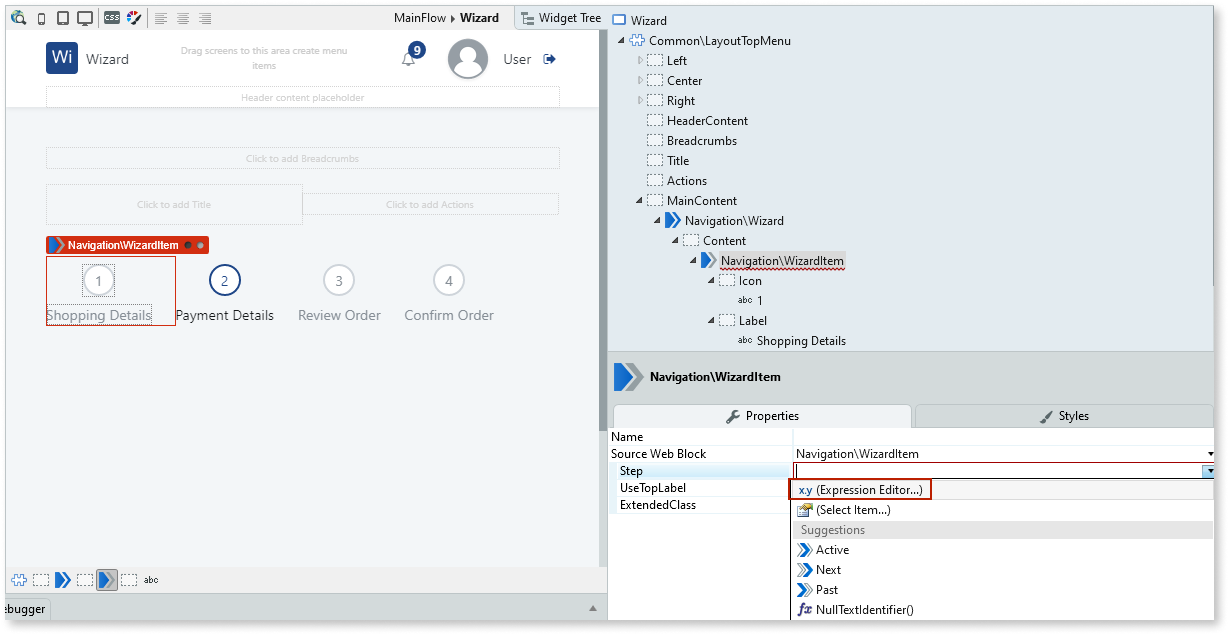 CSS
MainFlow ▸ Wizard
Widget Tree
Wi
Wizard
Drag screens to this area create menu
items
9
User
Header content placeholder
Click to add Breadcrumbs
Click to add Title
Click to add Actions
Navigation\WizardItem
1
2
3
4
Shopping Details
Payment Details
Review Order
Confirm Order
abc
ebugger
Wizard
Common\LayoutTopMenu
Left
Center
Right
HeaderContent
Breadcrumbs
Title
Actions
MainContent
Navigation\Wizard
Content
Navigation\WizardItem
Icon
abc 1
Label
abc Shopping Details
Navigation\WizardItem
Properties
Styles
Name
Source Web Block Navigation\WizardItem
Step
UseTopLabel
ExtendedClass
x.y (Expression Editor...)
(Select Item...)
Suggestions
Active
Next
Past
fx NullTextIdentifier()